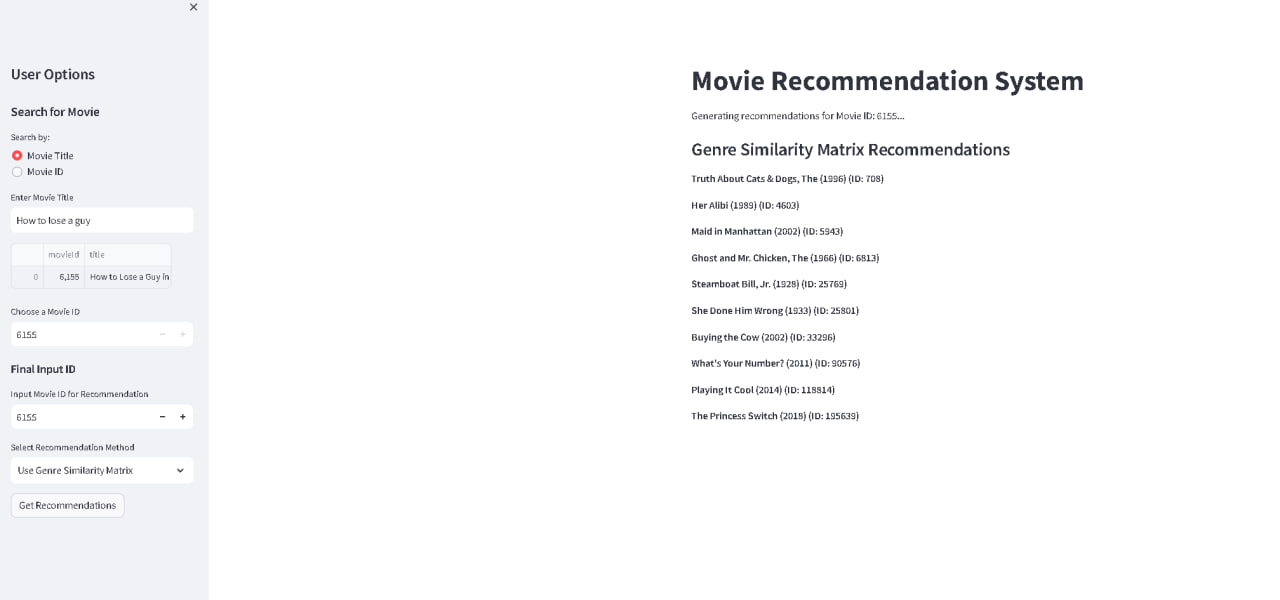 ×
User Options
Search for Movie
Search by:
Movie Title
Movie ID
Enter Movie Title
How to lose a guy
movieId title
0 6,155 How to Lose a Guy in
Choose a Movie ID
6155 − +
Final Input ID
Input Movie ID for Recommendation
6155 − +
Select Recommendation Method
Use Genre Similarity Matrix
Get Recommendations
Movie Recommendation System
Generating recommendations for Movie ID: 6155...
Genre Similarity Matrix Recommendations
Truth About Cats & Dogs, The (1996) (ID: 708)
Her Alibi (1989) (ID: 4603)
Maid in Manhattan (2002) (ID: 5943)
Ghost and Mr. Chicken, The (1966) (ID: 6813)
Steamboat Bill, Jr. (1928) (ID: 25769)
She Done Him Wrong (1933) (ID: 25801)
Buying the Cow (2002) (ID: 33296)
What's Your Number? (2011) (ID: 90576)
Playing It Cool (2014) (ID: 118814)
The Princess Switch (2018) (ID: 195639)